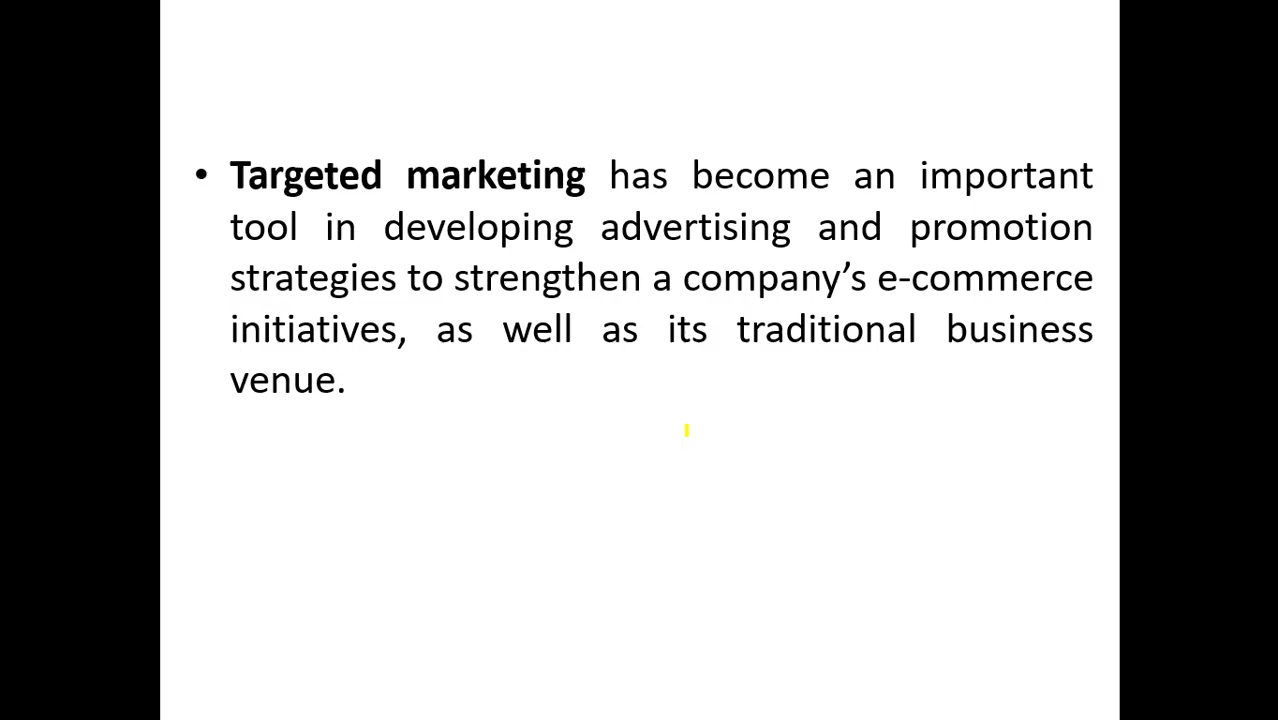 • Targeted marketing has become an important
tool in developing advertising and promotion
strategies to strengthen a company’s e-commerce
initiatives, as well as its traditional business
venue.